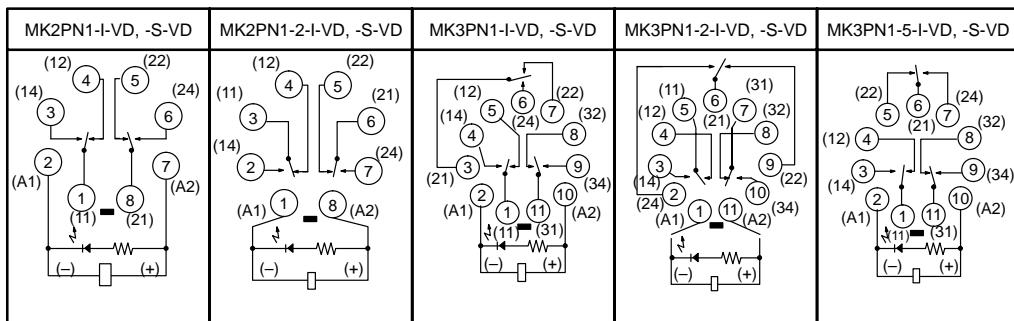 MK2PN1-I-VD, -S-VD
MK2PN1-2-I-VD, -S-VD
MK3PN1-I-VD, -S-VD
MK3PN1-2-I-VD, -S-VD
MK3PN1-5-I-VD, -S-VD
(12) (22)
4 5
(14) (24)
3 6
2 7
(A1) (A2)
1 8
(11) (21)
(–) (+)
(12) (22)
4 5
(11) (21)
3 6
(14) (24)
2 7
(A1) 1 8 (A2)
(–) (+)
6 7
(12) 5 (24) (22)
(14) 4 8 (32)
3 9
(21) 2 10 (34)
(A1) 1 11 (A2)
(11) (31)
(–) (+)
(11) 5 6 7 (31)
(12) (21) (32)
4 8
3 9
(14) 2 10 (22)
(24) (34)
(A1) 1 11 (A2)
(–) (+)
(22) (24)
5 6 7
(12) (21) (32)
4 8
3 9
(14) 2 10 (34)
(A1) 1 11 (A2)
(11) (31)
(–) (+)